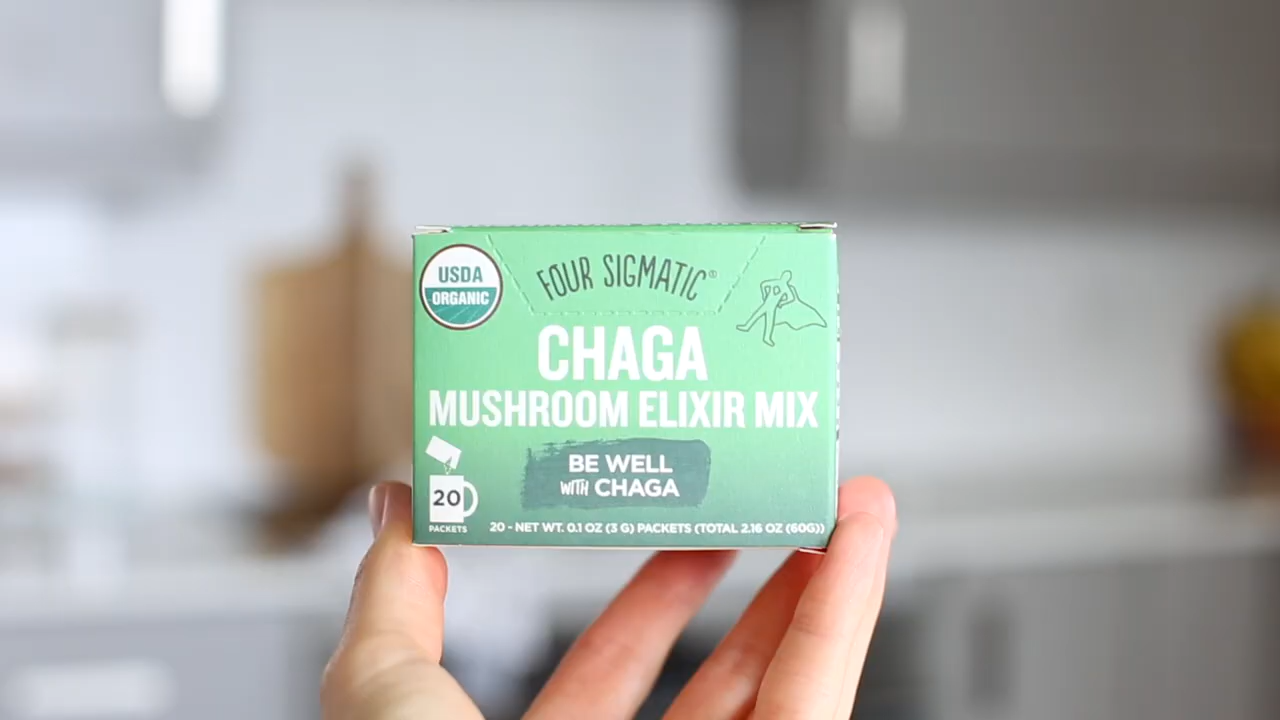 USDA
ORGANIC
FOUR SIGMATIC®
CHAGA
MUSHROOM ELIXIR MIX
BE WELL
WITH CHAGA
20
PACKETS
20 - NET WT. 0.1 OZ (3 G) PACKETS (TOTAL 2.16 OZ (60G))